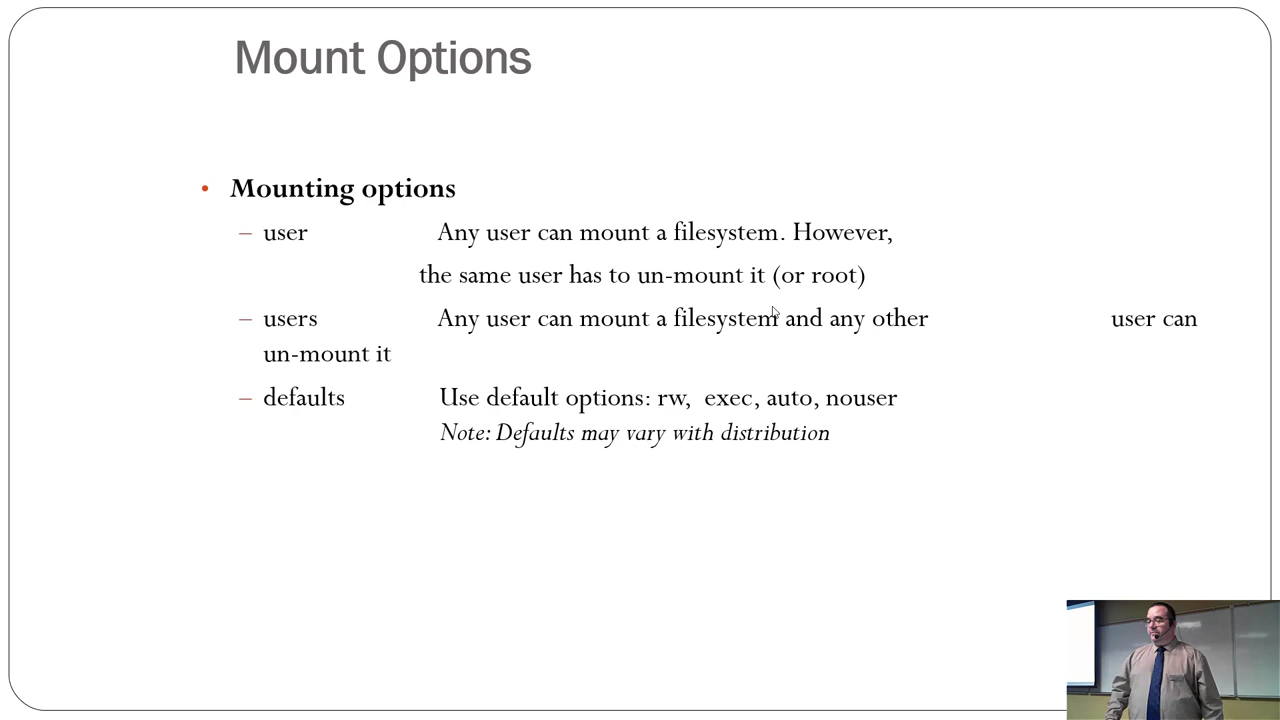 Mount Options
• Mounting options
– user Any user can mount a filesystem. However,
the same user has to un-mount it (or root)
– users Any user can mount a filesystem and any other user can
un-mount it
– defaults Use default options: rw, exec, auto, nouser
Note: Defaults may vary with distribution